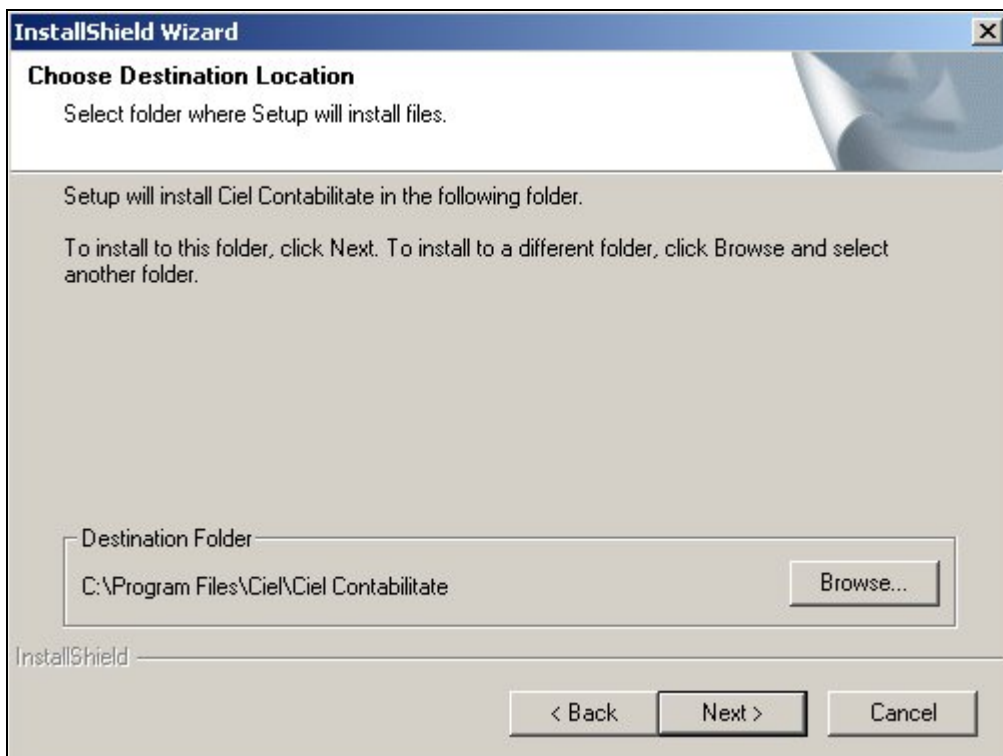 InstallShield Wizard
Choose Destination Location
Select folder where Setup will install files.
Setup will install Ciel Contabilitate in the following folder.
To install to this folder, click Next. To install to a different folder, click Browse and select
another folder.
Destination Folder
C:\Program Files\Ciel\Ciel Contabilitate
Browse...
InstallShield
< Back
Next >
Cancel